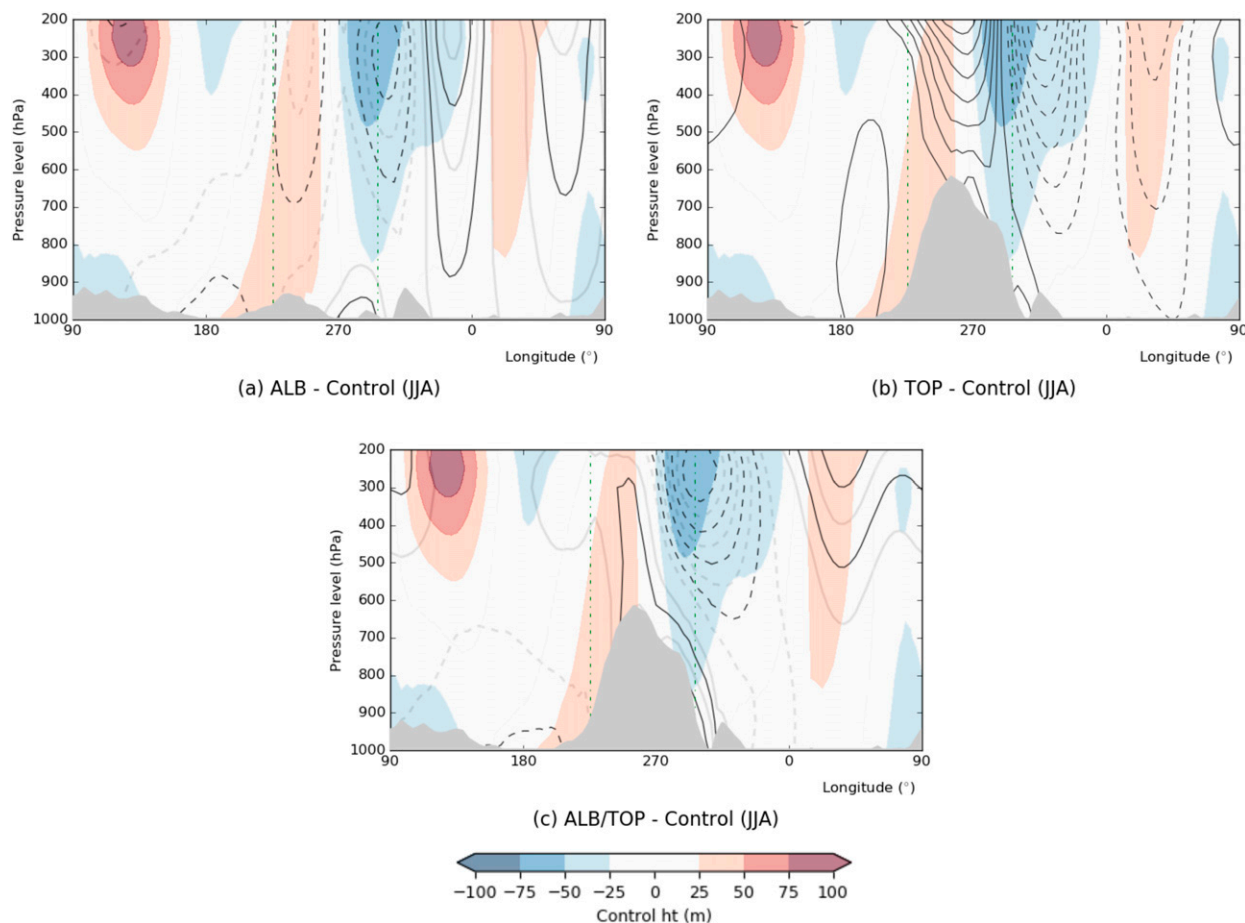 200
300
400
500
600
700
800
900
1000
Pressure level (hPa)
90 180 270 0 90
Longitude (°)
(a) ALB - Control (JJA)
200
300
400
500
600
700
800
900
1000
Pressure level (hPa)
90 180 270 0 90
Longitude (°)
(b) TOP - Control (JJA)
200
300
400
500
600
700
800
900
1000
Pressure level (hPa)
90 180 270 0 90
Longitude (°)
(c) ALB/TOP - Control (JJA)
−100 −75 −50 −25 0 25 50 75 100
Control ht (m)